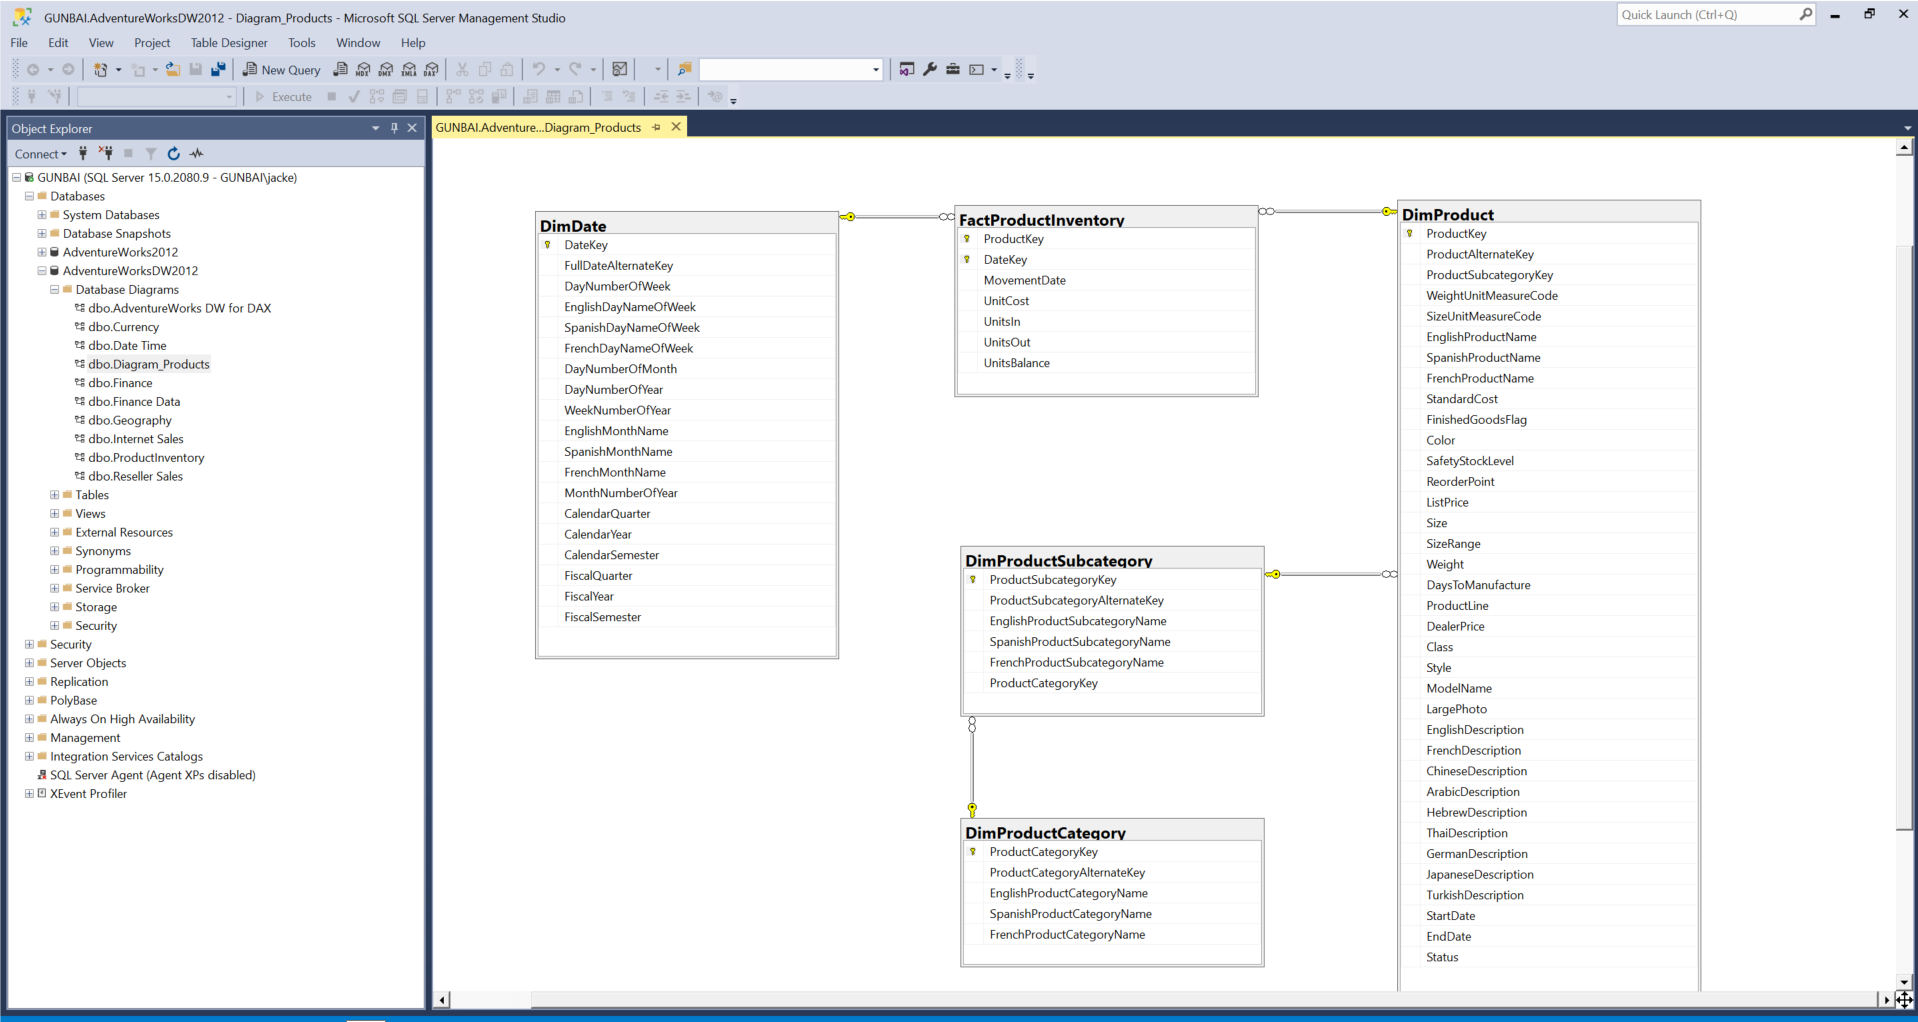 GUNBAI.AdventureWorksDW2012 - Diagram_Products - Microsoft SQL Server Management Studio
Quick Launch (Ctrl+Q)
File Edit View Project Table Designer Tools Window Help
New Query MDX DMX XMLA DAX
Execute
Object Explorer
Connect
GUNBAI (SQL Server 15.0.2080.9 - GUNBAI\jacke)
Databases
System Databases
Database Snapshots
AdventureWorks2012
AdventureWorksDW2012
Database Diagrams
dbo.AdventureWorks DW for DAX
dbo.Currency
dbo.Date Time
dbo.Diagram_Products
dbo.Finance
dbo.Finance Data
dbo.Geography
dbo.Internet Sales
dbo.ProductInventory
dbo.Reseller Sales
Tables
Views
External Resources
Synonyms
Programmability
Service Broker
Storage
Security
Security
Server Objects
Replication
PolyBase
Always On High Availability
Management
Integration Services Catalogs
SQL Server Agent (Agent XPs disabled)
XEvent Profiler
GUNBAI.Adventure...Diagram_Products
DimDate
DateKey
FullDateAlternateKey
DayNumberOfWeek
EnglishDayNameOfWeek
SpanishDayNameOfWeek
FrenchDayNameOfWeek
DayNumberOfMonth
DayNumberOfYear
WeekNumberOfYear
EnglishMonthName
SpanishMonthName
FrenchMonthName
MonthNumberOfYear
CalendarQuarter
CalendarYear
CalendarSemester
FiscalQuarter
FiscalYear
FiscalSemester
FactProductInventory
ProductKey
DateKey
MovementDate
UnitCost
UnitsIn
UnitsOut
UnitsBalance
DimProductSubcategory
ProductSubcategoryKey
ProductSubcategoryAlternateKey
EnglishProductSubcategoryName
SpanishProductSubcategoryName
FrenchProductSubcategoryName
ProductCategoryKey
DimProductCategory
ProductCategoryKey
ProductCategoryAlternateKey
EnglishProductCategoryName
SpanishProductCategoryName
FrenchProductCategoryName
DimProduct
ProductKey
ProductAlternateKey
ProductSubcategoryKey
WeightUnitMeasureCode
SizeUnitMeasureCode
EnglishProductName
SpanishProductName
FrenchProductName
StandardCost
FinishedGoodsFlag
Color
SafetyStockLevel
ReorderPoint
ListPrice
Size
SizeRange
Weight
DaysToManufacture
ProductLine
DealerPrice
Class
Style
ModelName
LargePhoto
EnglishDescription
FrenchDescription
ChineseDescription
ArabicDescription
HebrewDescription
ThaiDescription
GermanDescription
JapaneseDescription
TurkishDescription
StartDate
EndDate
Status